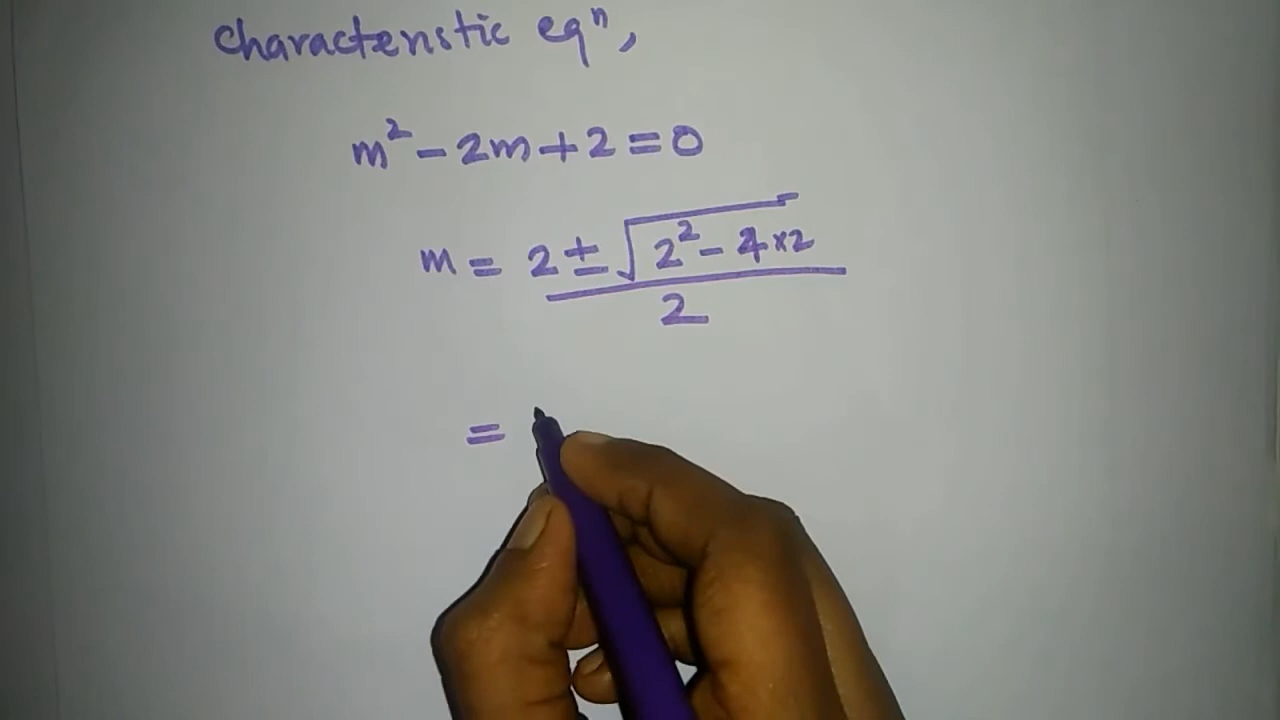 characteristic eqⁿ,
m² - 2m + 2 = 0
m = 2 ± √2² - 4 × 2
2
=